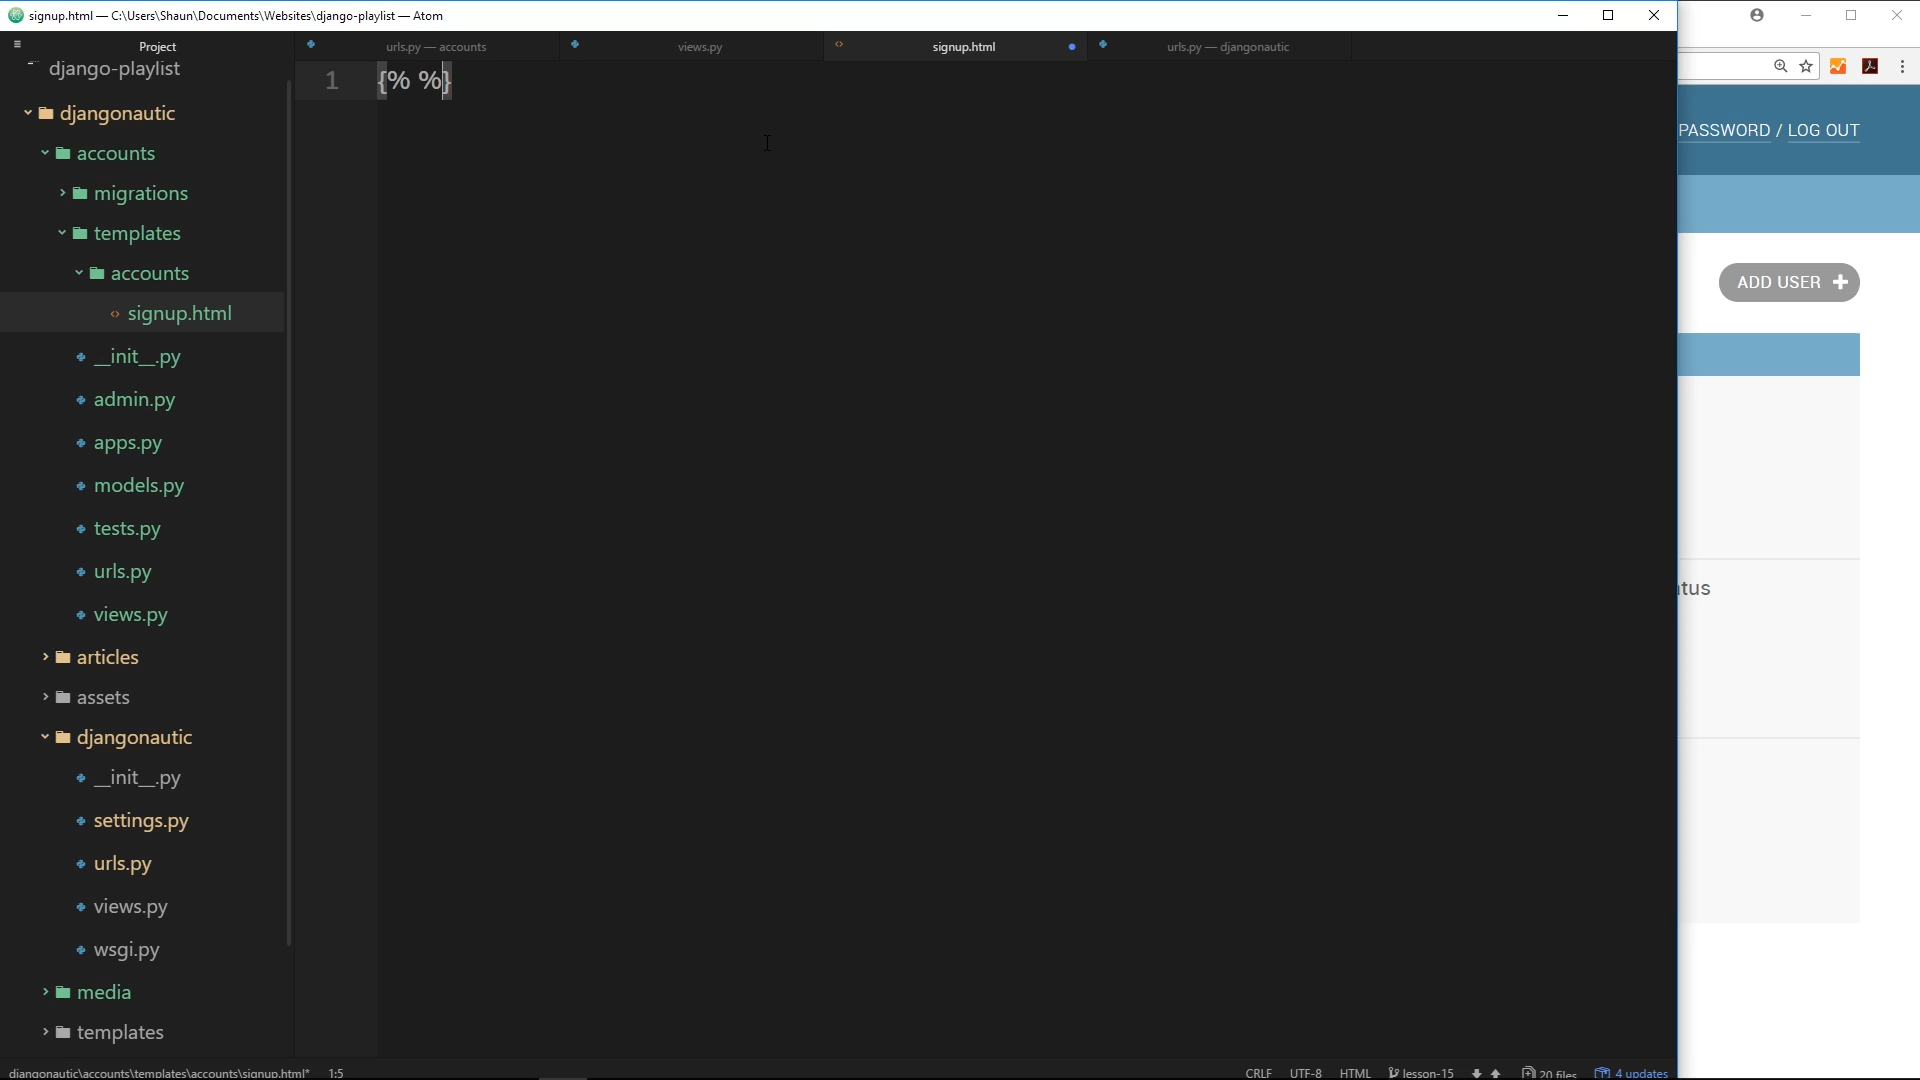 signup.html — C:\Users\Shaun\Documents\Websites\django-playlist — Atom
Project
urls.py — accounts
views.py
signup.html
urls.py — djangonautic
django-playlist
1 {% %}
djangonautic
accounts
migrations
templates
accounts
signup.html
__init__.py
admin.py
apps.py
models.py
tests.py
urls.py
views.py
articles
assets
djangonautic
__init__.py
settings.py
urls.py
views.py
wsgi.py
media
templates
PASSWORD / LOG OUT
ADD USER
tus
djangonautic\accounts\templates\accounts\signup.html* 1:5 CRLF UTF-8 HTML lesson-15 20 files 4 updates